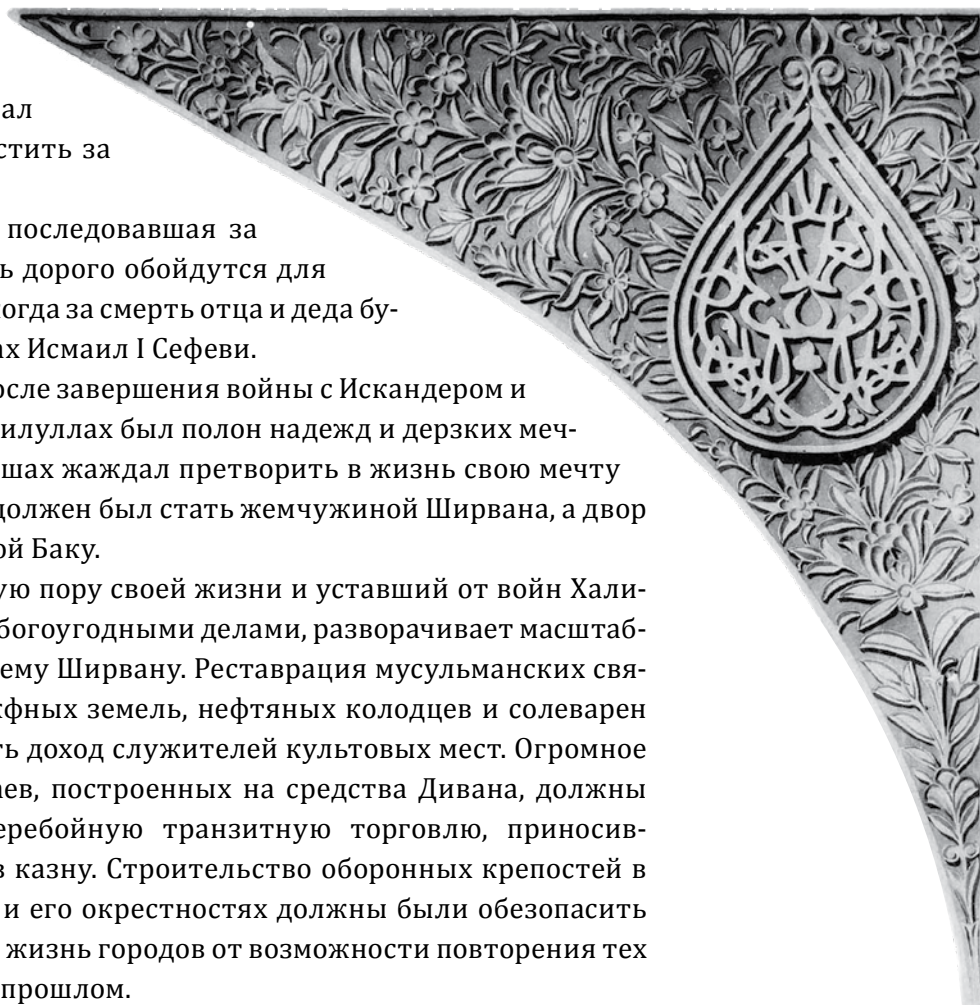 ал
стить за
последовавшая за
ь дорого обойдутся для
огда за смерть отца и деда бу-
ах Исмаил I Сефеви.
осле завершения войны с Искандером и
илуллах был полон надежд и дерзких меч-
шах жаждал претворить в жизнь свою мечту
должен был стать жемчужиной Ширвана, а двор
ой Баку.
ую пору своей жизни и уставший от войн Хали-
богоугодными делами, разворачивает масштаб-
ему Ширвану. Реставрация мусульманских свя-
фных земель, нефтяных колодцев и солеварен
ть доход служителей культовых мест. Огромное
аев, построенных на средства Дивана, должны
еребойную транзитную торговлю, приносив-
в казну. Строительство оборонных крепостей в
и его окрестностях должны были обезопасить
жизнь городов от возможности повторения тех
прошлом.